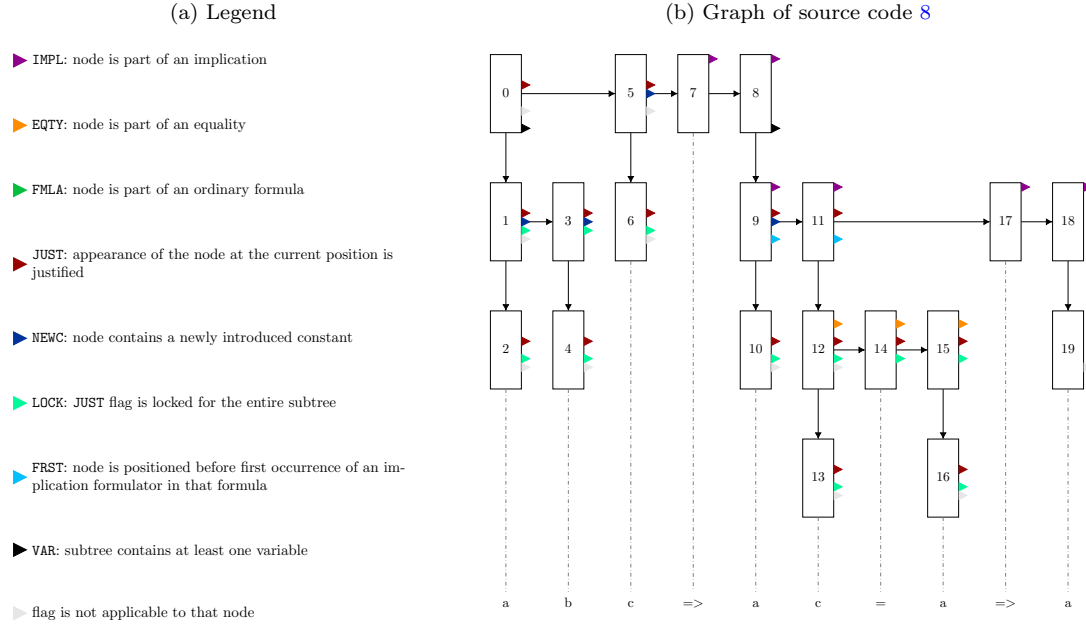 (a) Legend
(b) Graph of source code 8
IMPL: node is part of an implication
EQTY: node is part of an equality
FMLA: node is part of an ordinary formula
JUST: appearance of the node at the current position is
justified
NEWC: node contains a newly introduced constant
LOCK: JUST flag is locked for the entire subtree
FRST: node is positioned before first occurrence of an im-
plication formulator in that formula
VAR: subtree contains at least one variable
flag is not applicable to that node
0 5 7 8
1 3 6 9 11 17 18
2 4 10 12 14 15 19
13 16
a b c => a c = a => a